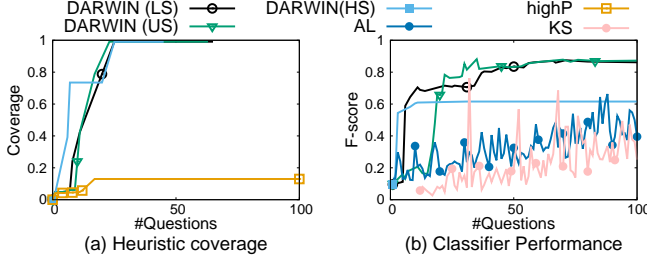 DARWIN (LS)
DARWIN (US)
DARWIN(HS)
AL
highP
KS
Coverage
1
0.8
0.6
0.4
0.2
0
0
50
100
#Questions
(a) Heuristic coverage
F-score
1
0.8
0.6
0.4
0.2
0
0
50
100
#Questions
(b) Classifier Performance